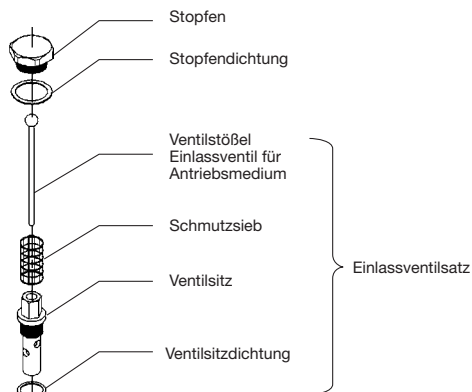 Stopfen
Stopfendichtung
Ventilstößel
Einlassventil für
Antriebsmedium
Schmutzsieb
Einlassventilsatz
Ventilsitz
Ventilsitzdichtung